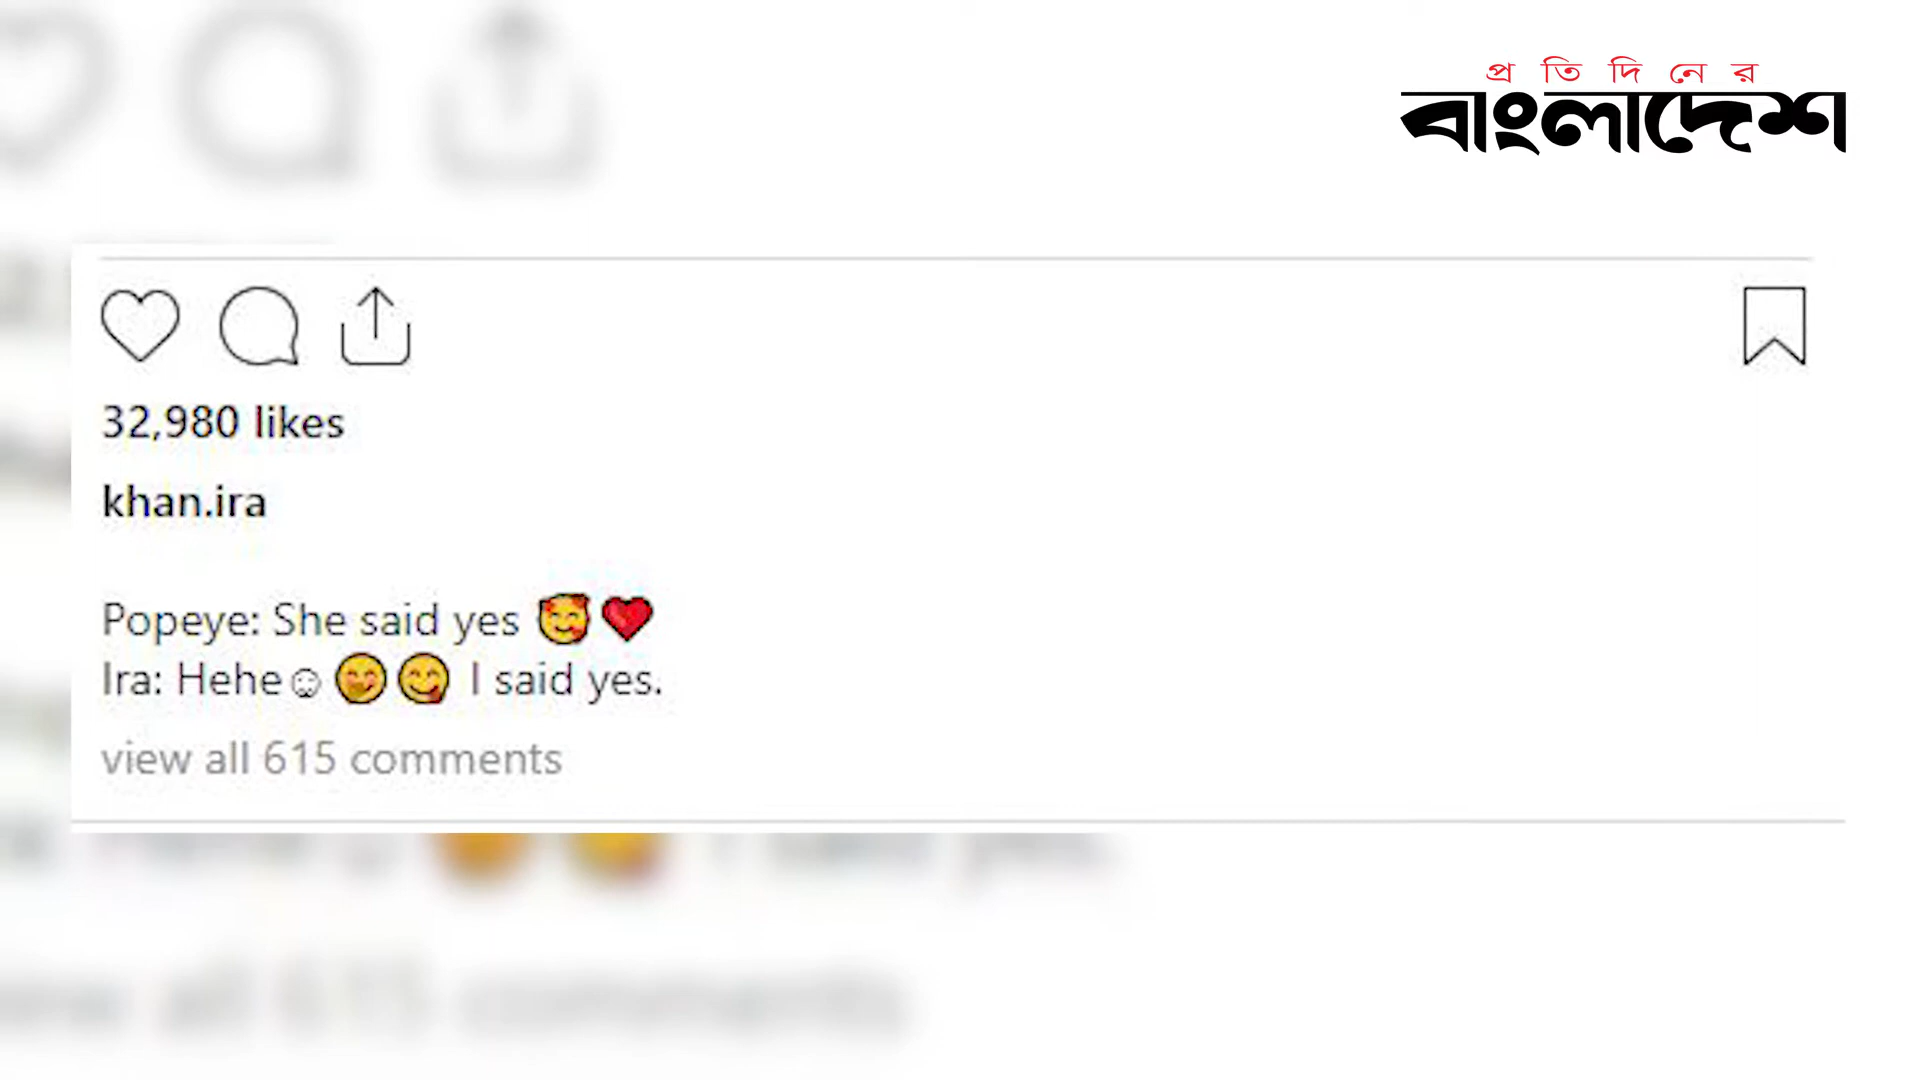 প্রতিদিনের
বাংলাদেশ
32,980 likes
khan.ira
Popeye: She said yes 🥰❤️
Ira: Hehe☺😄😋 I said yes.
view all 615 comments